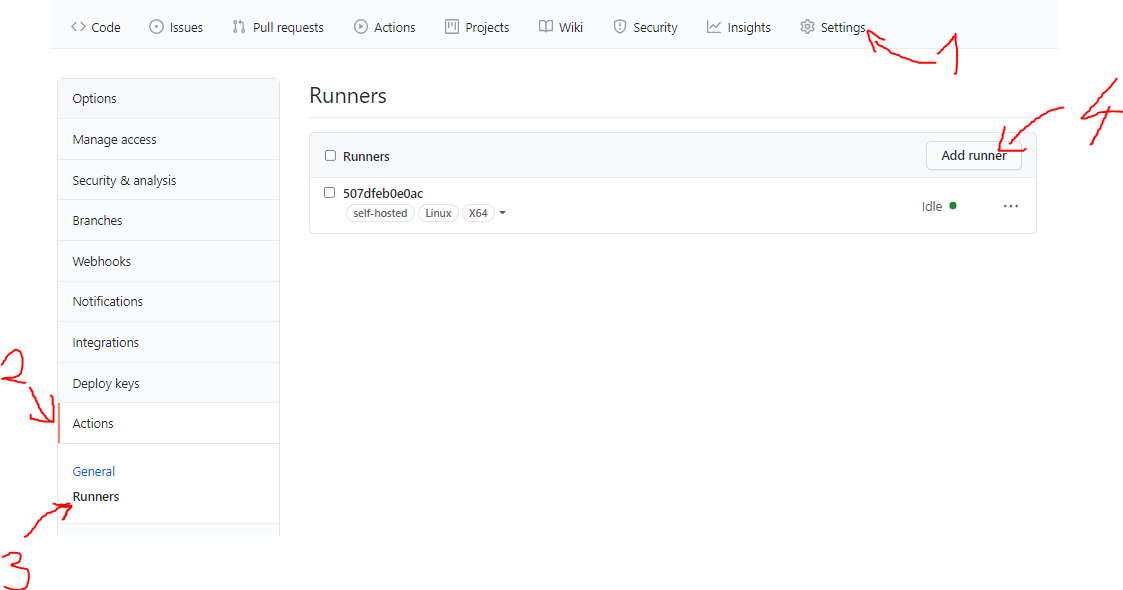 Code Issues Pull requests Actions Projects Wiki Security Insights Settings
1
Options
Manage access
Security & analysis
Branches
Webhooks
Notifications
Integrations
Deploy keys
2
Actions
General
Runners
3
Runners
4
Runners Add runner
507dfeb0e0ac
self-hosted Linux X64
Idle